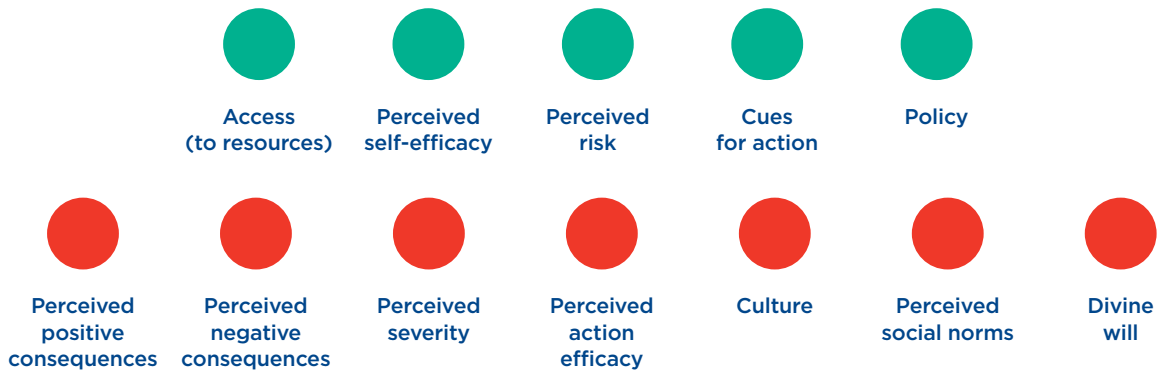 Access
(to resources)
Perceived
self-efficacy
Perceived
risk
Cues
for action
Policy
Perceived
positive
consequences
Perceived
negative
consequences
Perceived
severity
Perceived
action
efficacy
Culture
Perceived
social norms
Divine
will